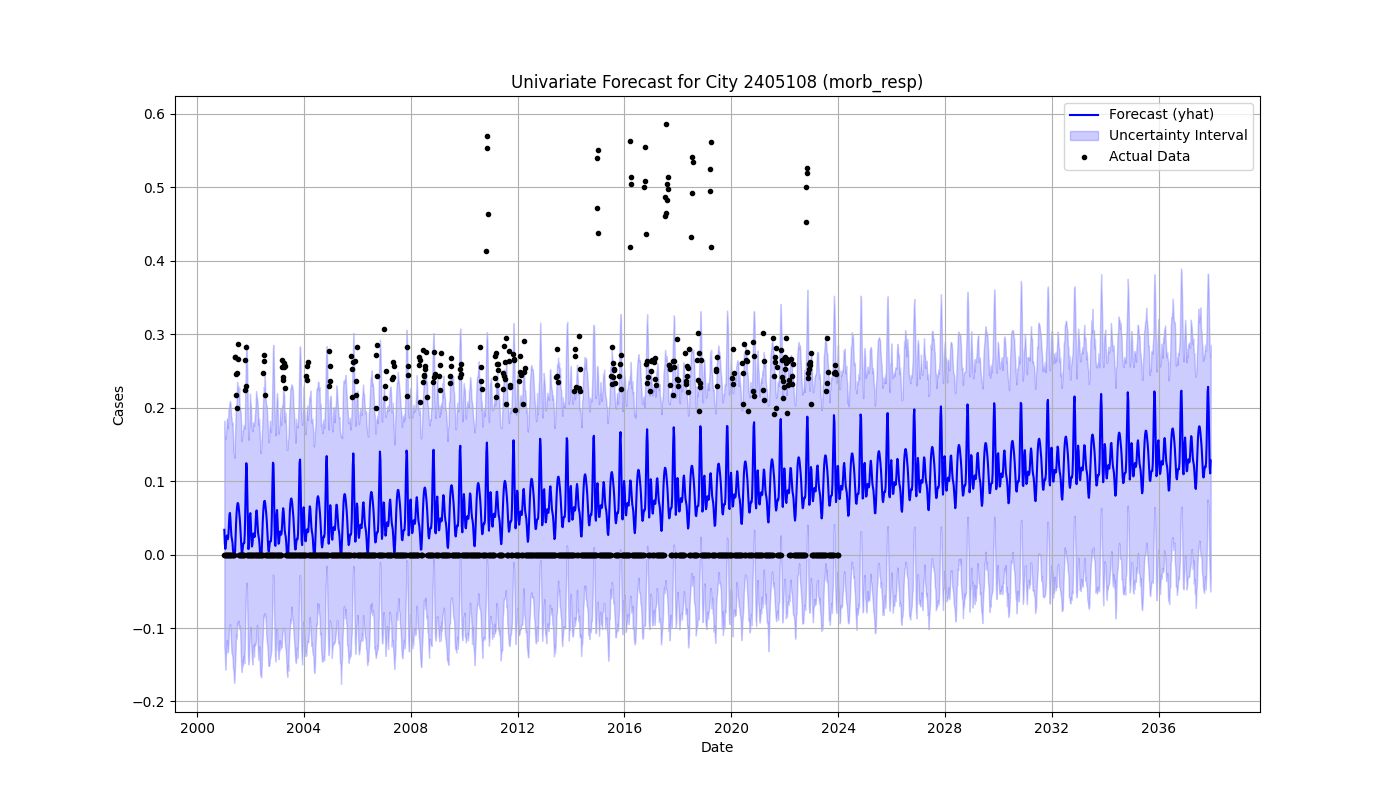 Univariate Forecast for City 2405108 (morb_resp)
Forecast (yhat)
Uncertainty Interval
Actual Data
Cases
0.6
0.5
0.4
0.3
0.2
0.1
0.0
−0.1
−0.2
2000 2004 2008 2012 2016 2020 2024 2028 2032 2036
Date